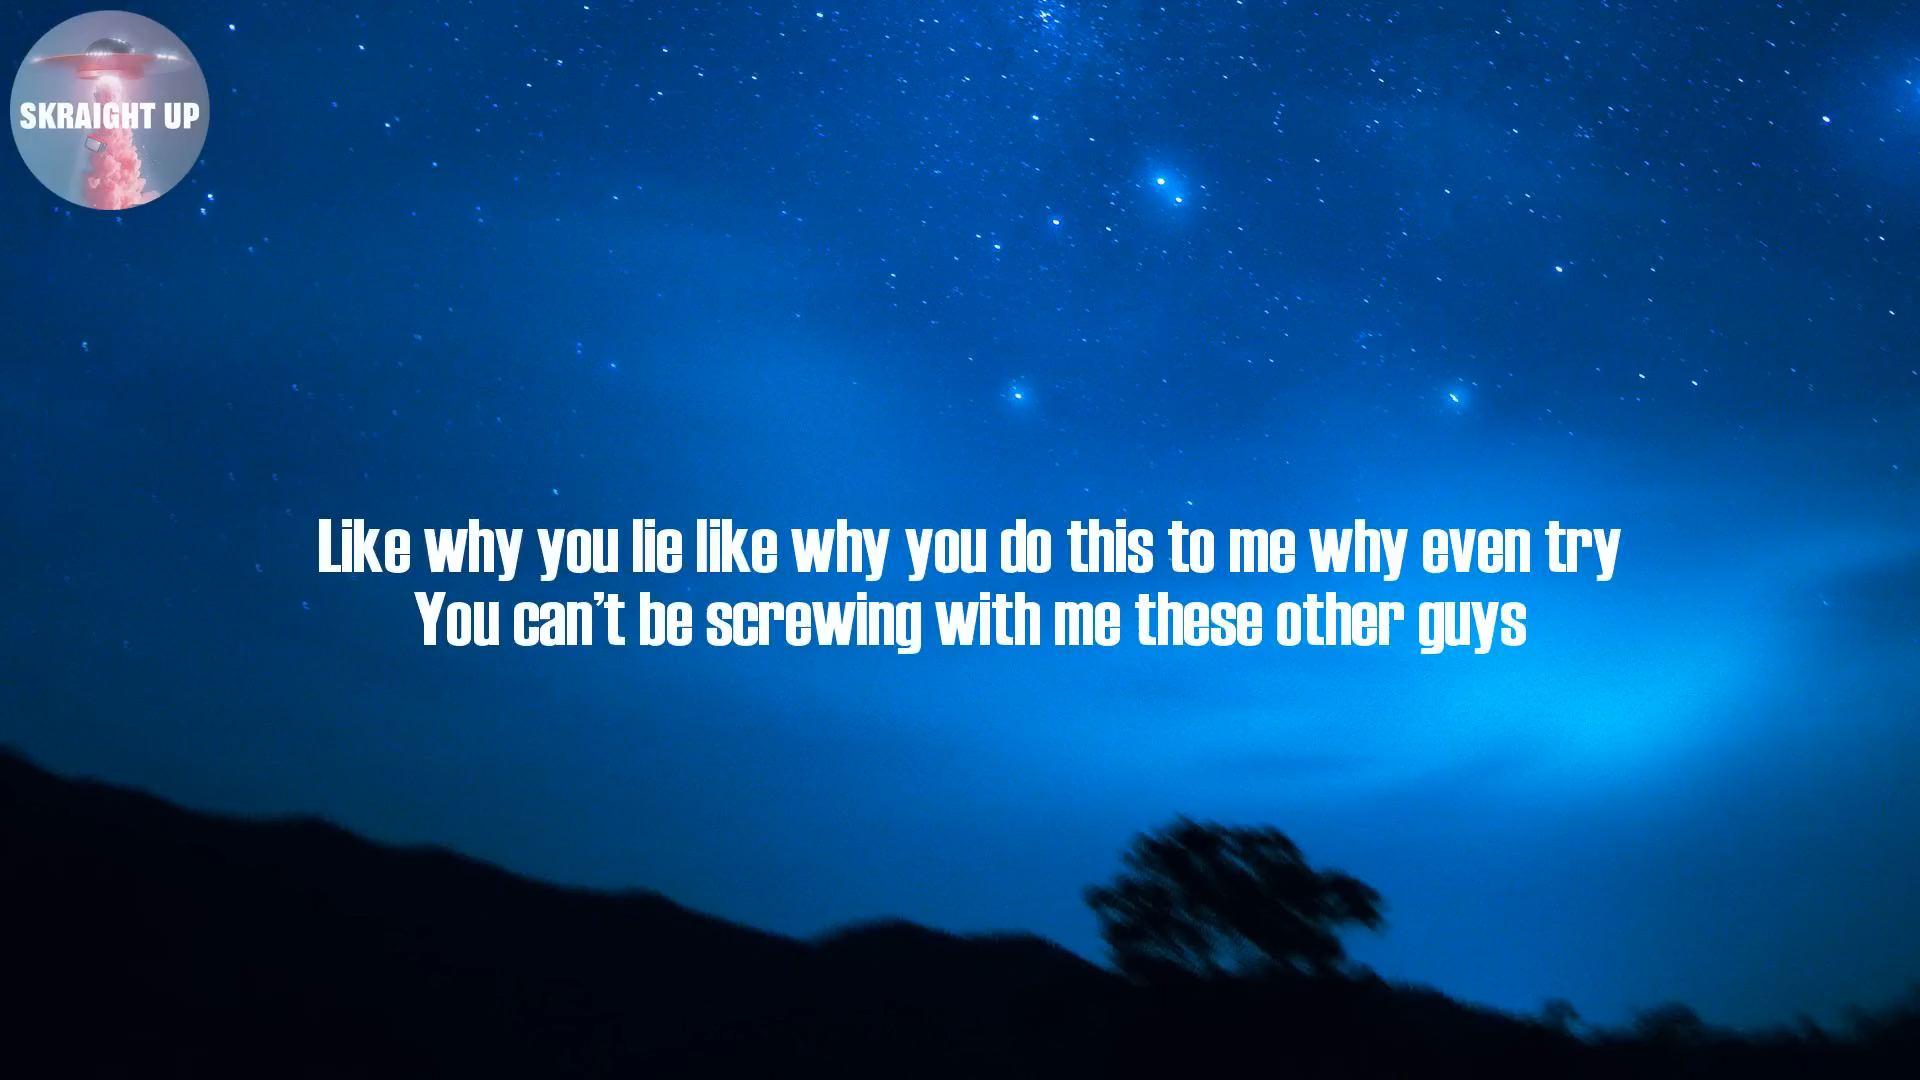 SKRAIGHT UP
Like why you lie like why you do this to me why even try
You can't be screwing with me these other guys